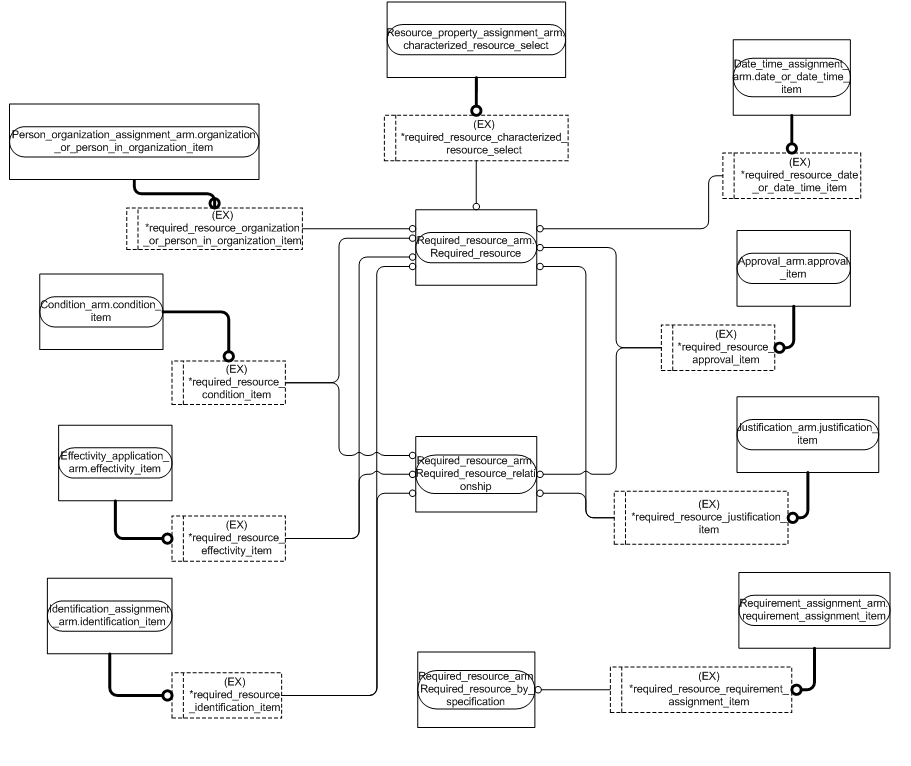 Resource_property_assignment_arm.
characterized_resource_select
Date_time_assignment_
arm.date_or_date_time_
item
(EX)
*required_resource_characterized_
resource_select
Person_organization_assignment_arm.organization
_or_person_in_organization_item
(EX)
*required_resource_date
_or_date_time_item
(EX)
*required_resource_organization
_or_person_in_organization_item
Required_resource_arm.
Required_resource
Approval_arm.approval
_item
Condition_arm.condition_
item
(EX)
*required_resource_
approval_item
(EX)
*required_resource_
condition_item
Justification_arm.justification_
item
Effectivity_application_
arm.effectivity_item
Required_resource_arm.
Required_resource_relati
onship
(EX)
*required_resource_justification_
item
(EX)
*required_resource_
effectivity_item
Identification_assignment
_arm.identification_item
Requirement_assignment_arm.
requirement_assignment_item
(EX)
*required_resource
_identification_item
Required_resource_arm.
Required_resource_by_
specification
(EX)
*required_resource_requirement_
assignment_item